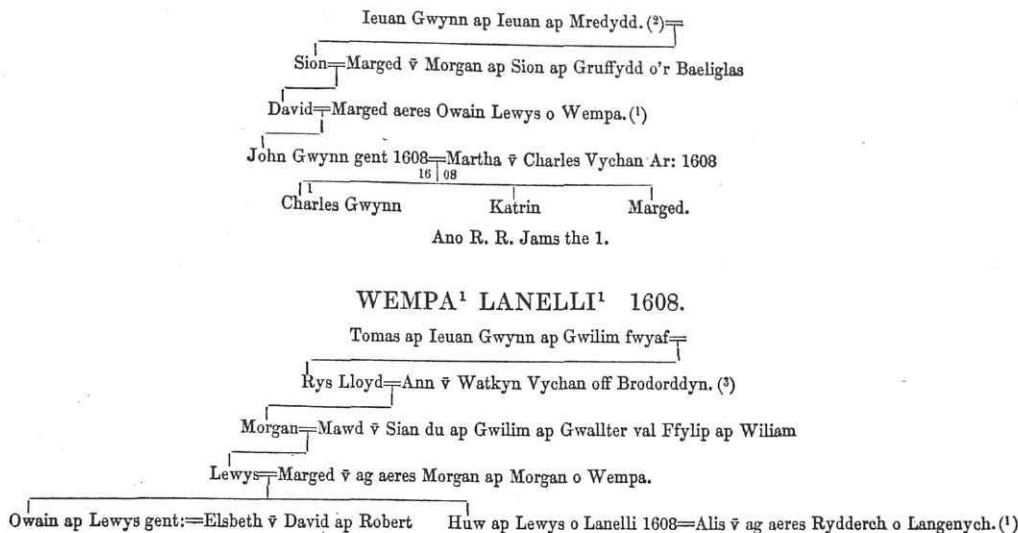 Ieuan Gwynn ap Ieuan ap Mredydd. (²)
Sion=Marged ṽ Morgan ap Sion ap Gruffydd o'r Baeliglas
David=Marged aeres Owain Lewys o Wempa. (¹)
John Gwynn gent 1608=Martha ṽ Charles Vychan Ar: 1608
16 08
1
Charles Gwynn Katrin Marged.
Ano R. R. Jams the 1.
WEMPA¹ LANELLI¹ 1608.
Tomas ap Ieuan Gwynn ap Gwilim fwyaf=
Rys Lloyd=Ann ṽ Watkyn Vychan off Brodorddyn. (³)
Morgan=Mawd ṽ Sian du ap Gwilim ap Gwallter val Ffylip ap Wiliam
Lewys=Marged ṽ ag aeres Morgan ap Morgan o Wempa.
Owain ap Lewys gent:=Elsbeth ṽ David ap Robert Huw ap Lewys o Lanelli 1608=Alis ṽ ag aeres Rydderch o Langenych. (¹)